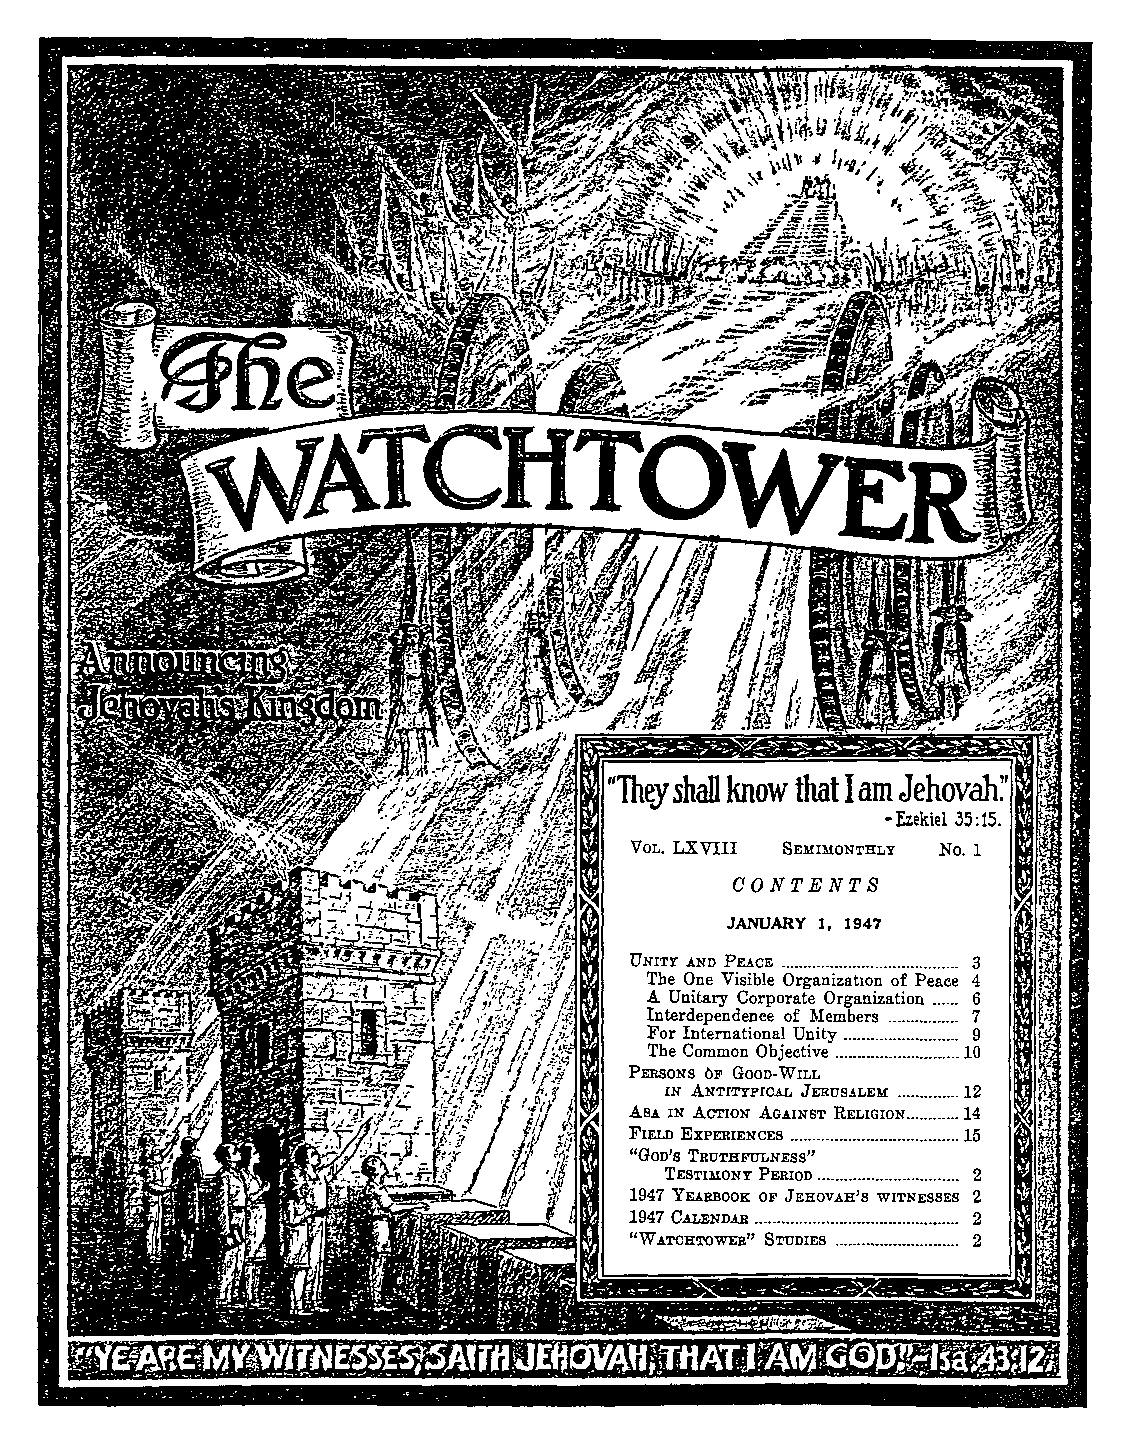 The
WATCHTOWER
Announcing
Jehovah's Kingdom
"They shall know that I am Jehovah."
- Ezekiel 35:15.
VOL. LXVIII SEMIMONTHLY NO. 1
CONTENTS
JANUARY 1, 1947
UNITY AND PEACE ........ 3
The One Visible Organization of Peace 4
A Unitary Corporate Organization ...... 6
Interdependence of Members ........ 7
For International Unity ........ 9
The Common Objective ........ 10
PERSONS OF GOOD-WILL
IN ANTITYPICAL JERUSALEM ........ 12
ASA IN ACTION AGAINST RELIGION........ 14
FIELD EXPERIENCES ........ 15
"GOD'S TRUTHFULNESS"
TESTIMONY PERIOD ........ 2
1947 YEARBOOK OF JEHOVAH'S WITNESSES 2
1947 CALENDAR ........ 2
"WATCHTOWER" STUDIES ........ 2
"YE ARE MY WITNESSES, SAITH JEHOVAH, THAT I AM GOD."-Isa. 43:12.